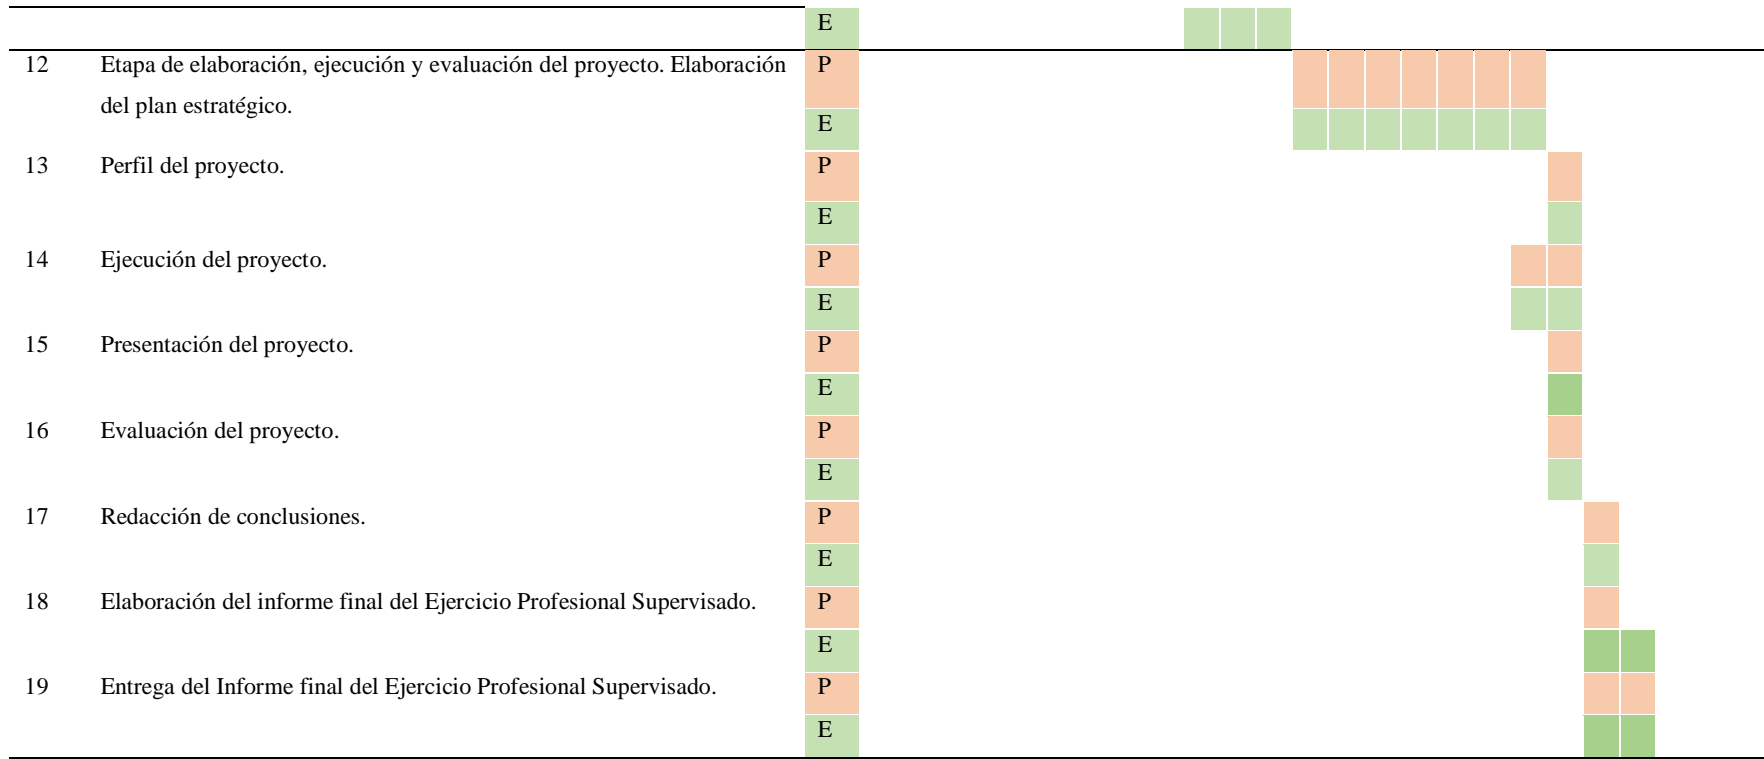 E
12 Etapa de elaboración, ejecución y evaluación del proyecto. Elaboración P
del plan estratégico.
E
13 Perfil del proyecto. P
E
14 Ejecución del proyecto. P
E
15 Presentación del proyecto. P
E
16 Evaluación del proyecto. P
E
17 Redacción de conclusiones. P
E
18 Elaboración del informe final del Ejercicio Profesional Supervisado. P
E
19 Entrega del Informe final del Ejercicio Profesional Supervisado. P
E